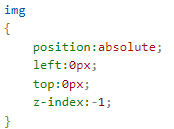 img
{
    position:absolute;
    left:0px;
    top:0px;
    z-index:-1;
}